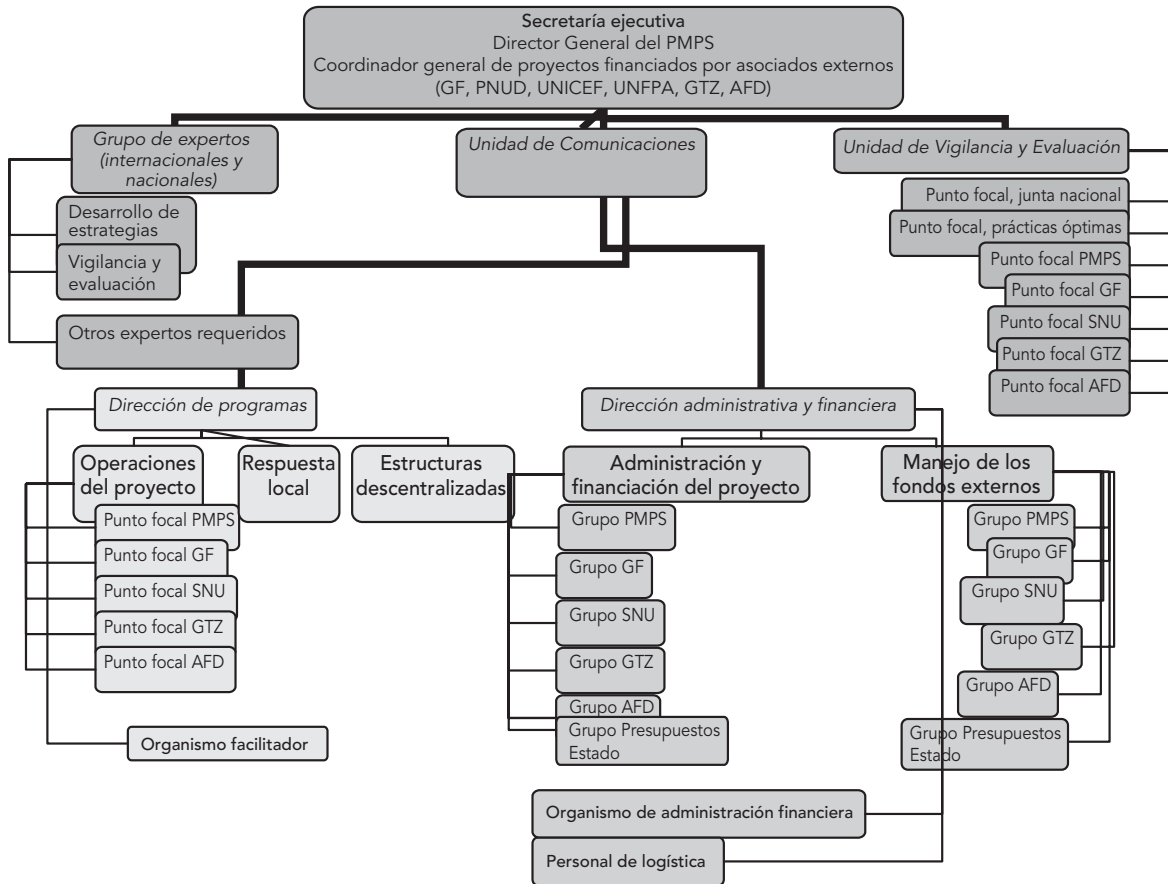 Secretaría ejecutiva
Director General del PMPS
Coordinador general de proyectos financiados por asociados externos
(GF, PNUD, UNICEF, UNFPA, GTZ, AFD)
Grupo de expertos
(internacionales y
nacionales)
Desarrollo de
estrategias
Vigilancia y
evaluación
Otros expertos requeridos
Unidad de Comunicaciones
Unidad de Vigilancia y Evaluación
Punto focal, junta nacional
Punto focal, prácticas óptimas
Punto focal PMPS
Punto focal GF
Punto focal SNU
Punto focal GTZ
Punto focal AFD
Dirección de programas
Operaciones
del proyecto
Punto focal PMPS
Punto focal GF
Punto focal SNU
Punto focal GTZ
Punto focal AFD
Respuesta
local
Estructuras
descentralizadas
Organismo facilitador
Dirección administrativa y financiera
Administración y
financiación del proyecto
Grupo PMPS
Grupo GF
Grupo SNU
Grupo GTZ
Grupo AFD
Grupo Presupuestos
Estado
Manejo de los
fondos externos
Grupo PMPS
Grupo GF
Grupo SNU
Grupo GTZ
Grupo AFD
Grupo Presupuestos
Estado
Organismo de administración financiera
Personal de logística